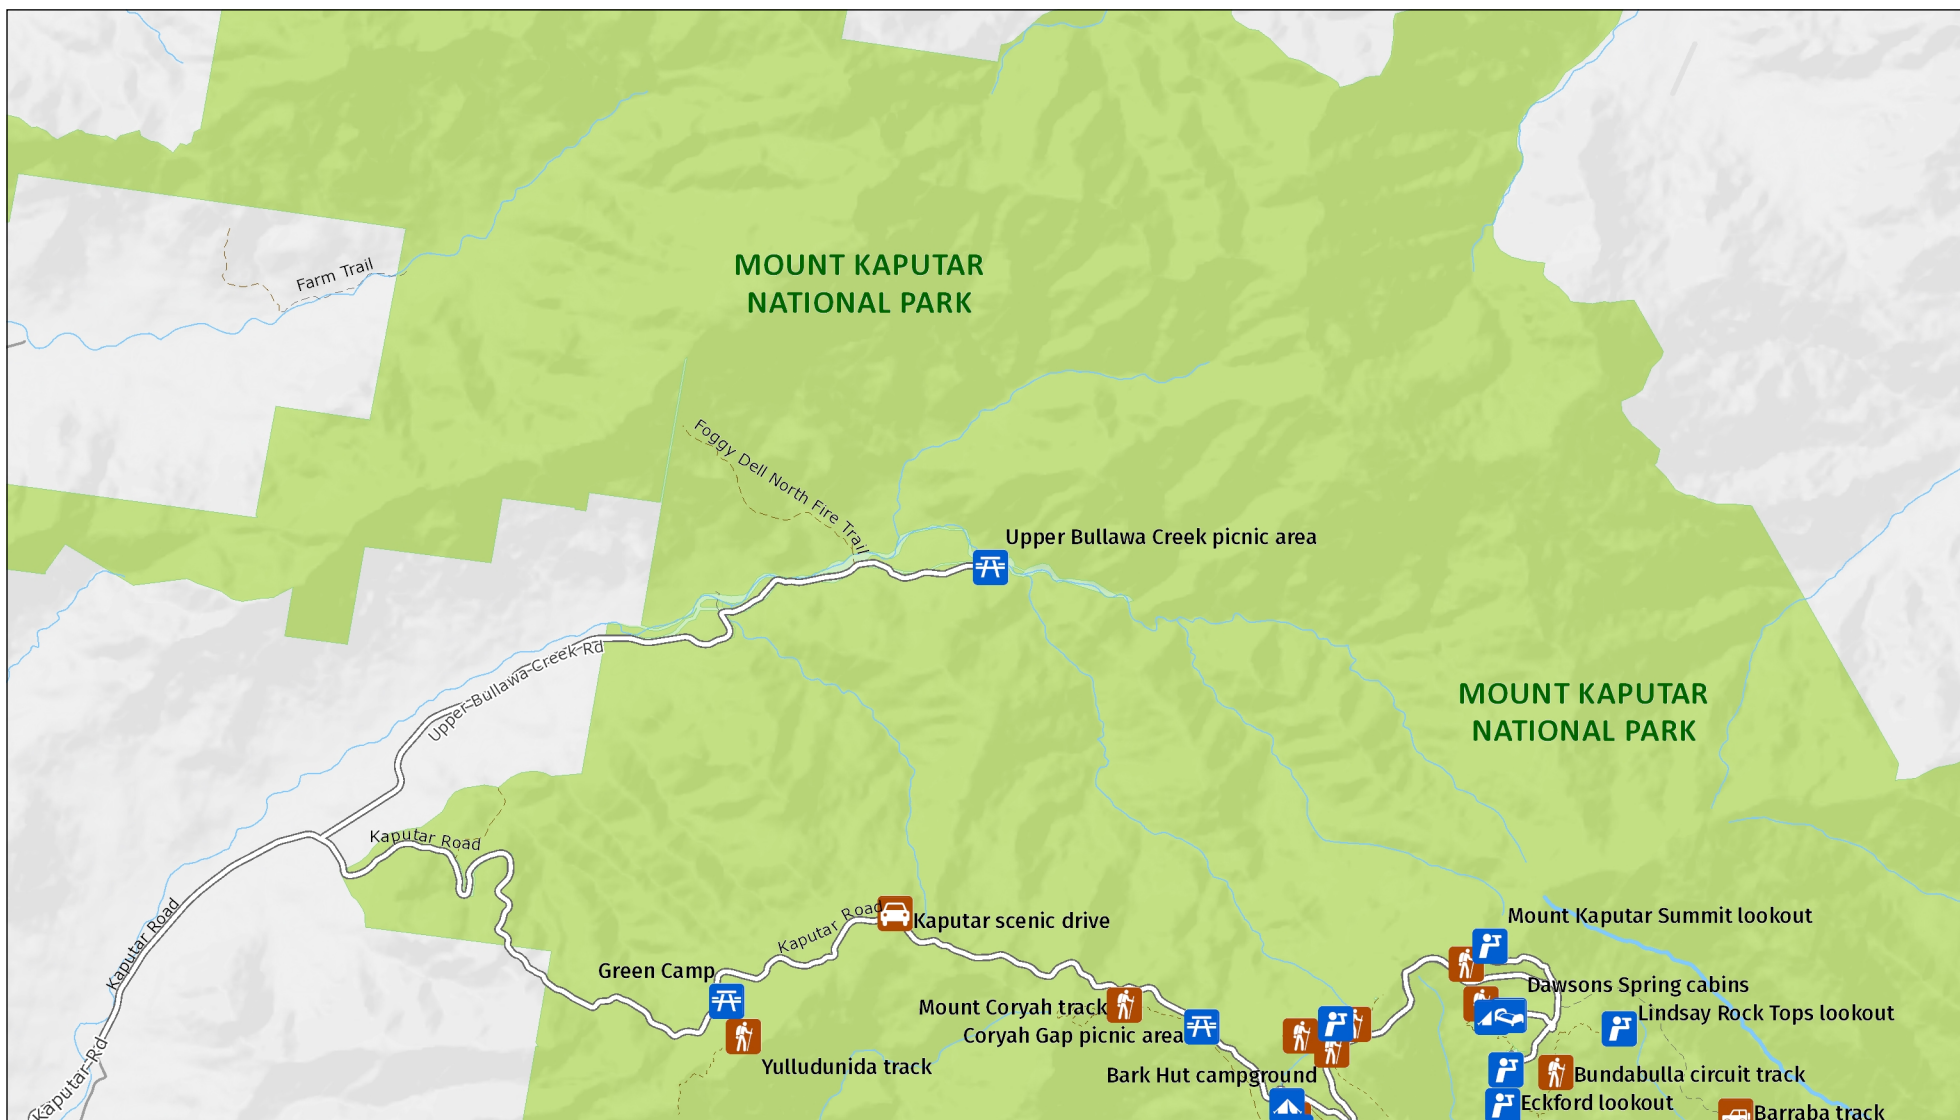 Farm Trail
MOUNT KAPUTAR
NATIONAL PARK
Foggy Dell North Fire Trail
Upper Bullawa Creek picnic area
Upper Bullawa Creek Rd
MOUNT KAPUTAR
NATIONAL PARK
Kaputar Road
Kaputar Road
Kaputar Road
Kaputar scenic drive
Mount Kaputar Summit lookout
Green Camp
Dawsons Spring cabins
Mount Coryah track
Lindsay Rock Tops lookout
Coryah Gap picnic area
Yulludunida track
Bark Hut campground
Bundabulla circuit track
Kaputar Rd
Eckford lookout
Barraba track